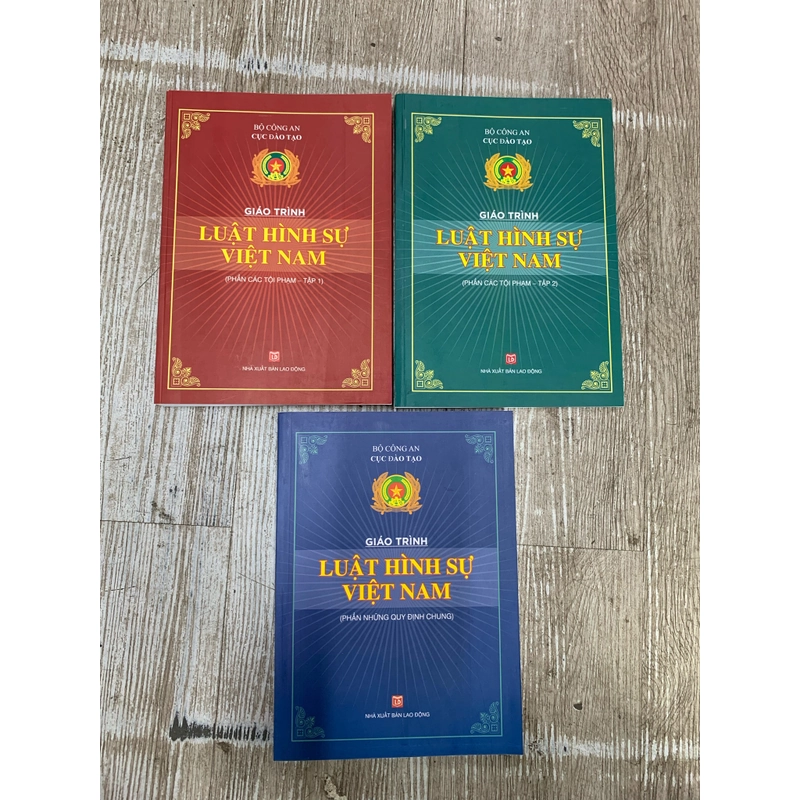 BỘ CÔNG AN
CỤC ĐÀO TẠO
GIÁO TRÌNH
LUẬT HÌNH SỰ
VIỆT NAM
(PHẦN CÁC TỘI PHẠM – TẬP 1)
LĐ
NHÀ XUẤT BẢN LAO ĐỘNG
BỘ CÔNG AN
CỤC ĐÀO TẠO
GIÁO TRÌNH
LUẬT HÌNH SỰ
VIỆT NAM
(PHẦN CÁC TỘI PHẠM – TẬP 2)
LĐ
NHÀ XUẤT BẢN LAO ĐỘNG
BỘ CÔNG AN
CỤC ĐÀO TẠO
GIÁO TRÌNH
LUẬT HÌNH SỰ
VIỆT NAM
(PHẦN NHỮNG QUY ĐỊNH CHUNG)
LĐ
NHÀ XUẤT BẢN LAO ĐỘNG